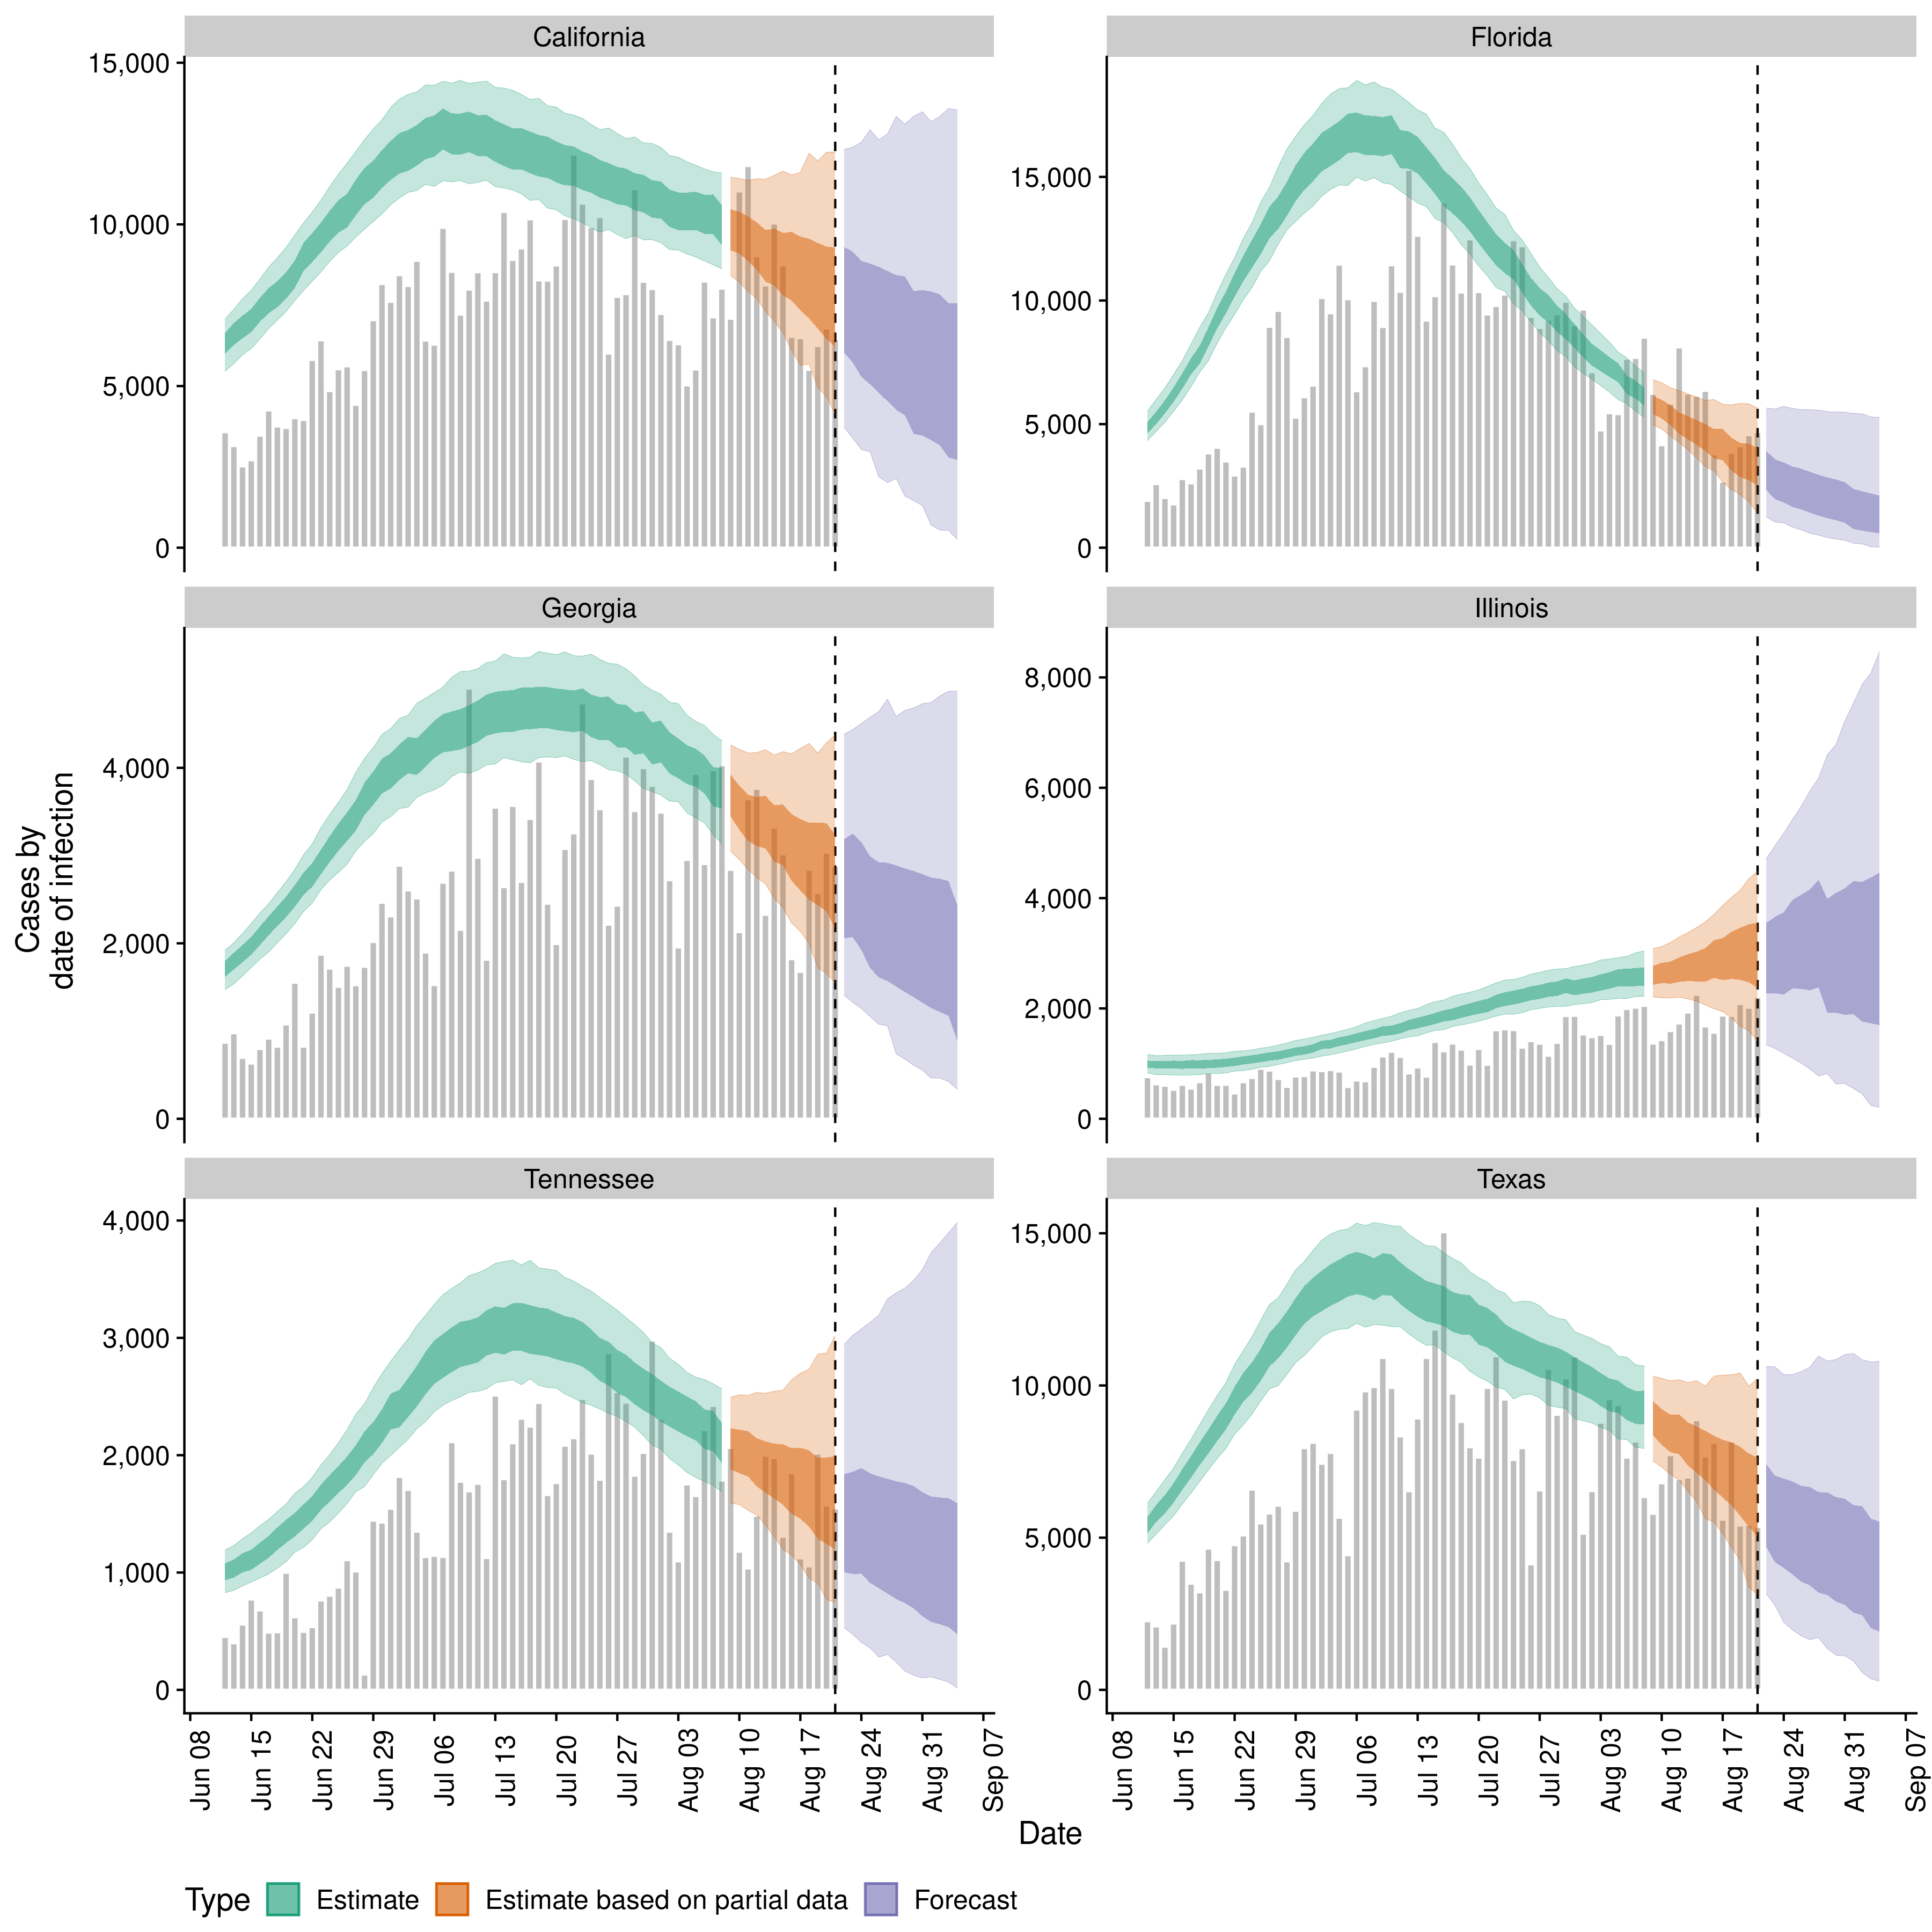 California
Florida
15,000
10,000
5,000
0
15,000
10,000
5,000
0
Georgia
Illinois
4,000
2,000
0
8,000
6,000
4,000
2,000
0
Cases by
date of infection
Tennessee
Texas
4,000
3,000
2,000
1,000
0
15,000
10,000
5,000
0
Jun 08
Jun 15
Jun 22
Jun 29
Jul 06
Jul 13
Jul 20
Jul 27
Aug 03
Aug 10
Aug 17
Aug 24
Aug 31
Sep 07
Jun 08
Jun 15
Jun 22
Jun 29
Jul 06
Jul 13
Jul 20
Jul 27
Aug 03
Aug 10
Aug 17
Aug 24
Aug 31
Sep 07
Date
Type Estimate Estimate based on partial data Forecast